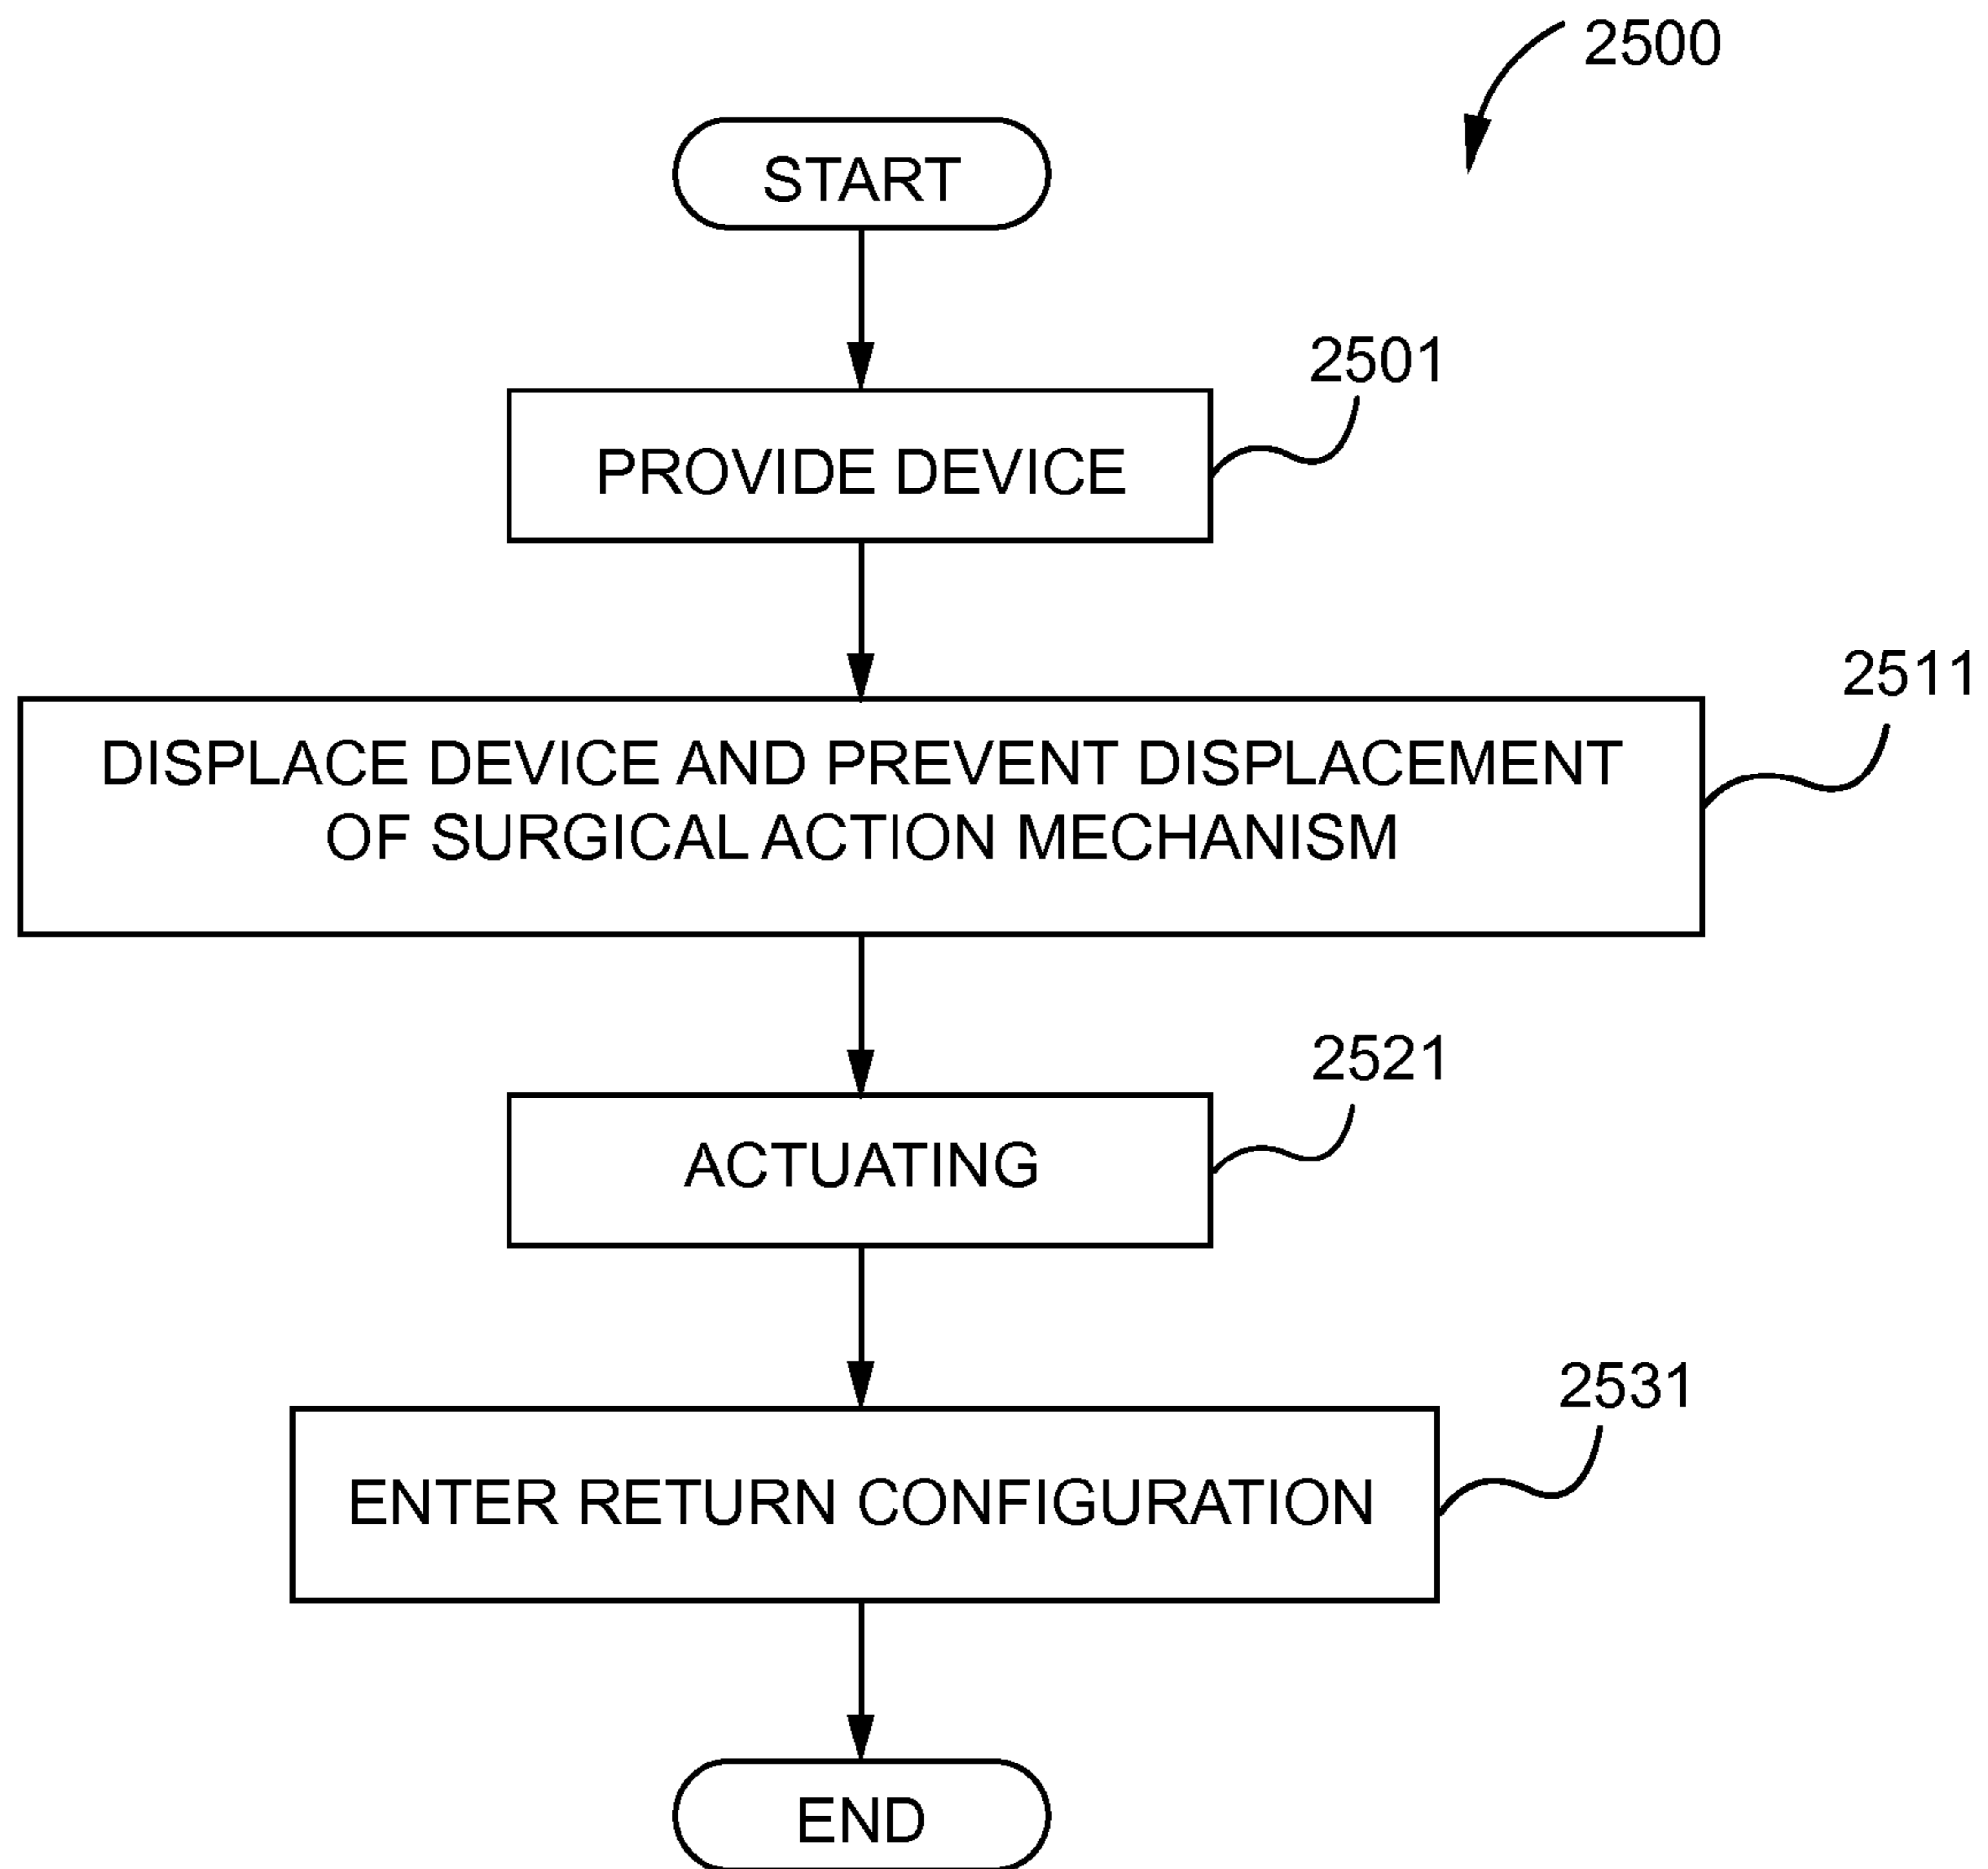 2500
START
2501
PROVIDE DEVICE
2511
DISPLACE DEVICE AND PREVENT DISPLACEMENT
OF SURGICAL ACTION MECHANISM
2521
ACTUATING
2531
ENTER RETURN CONFIGURATION
END